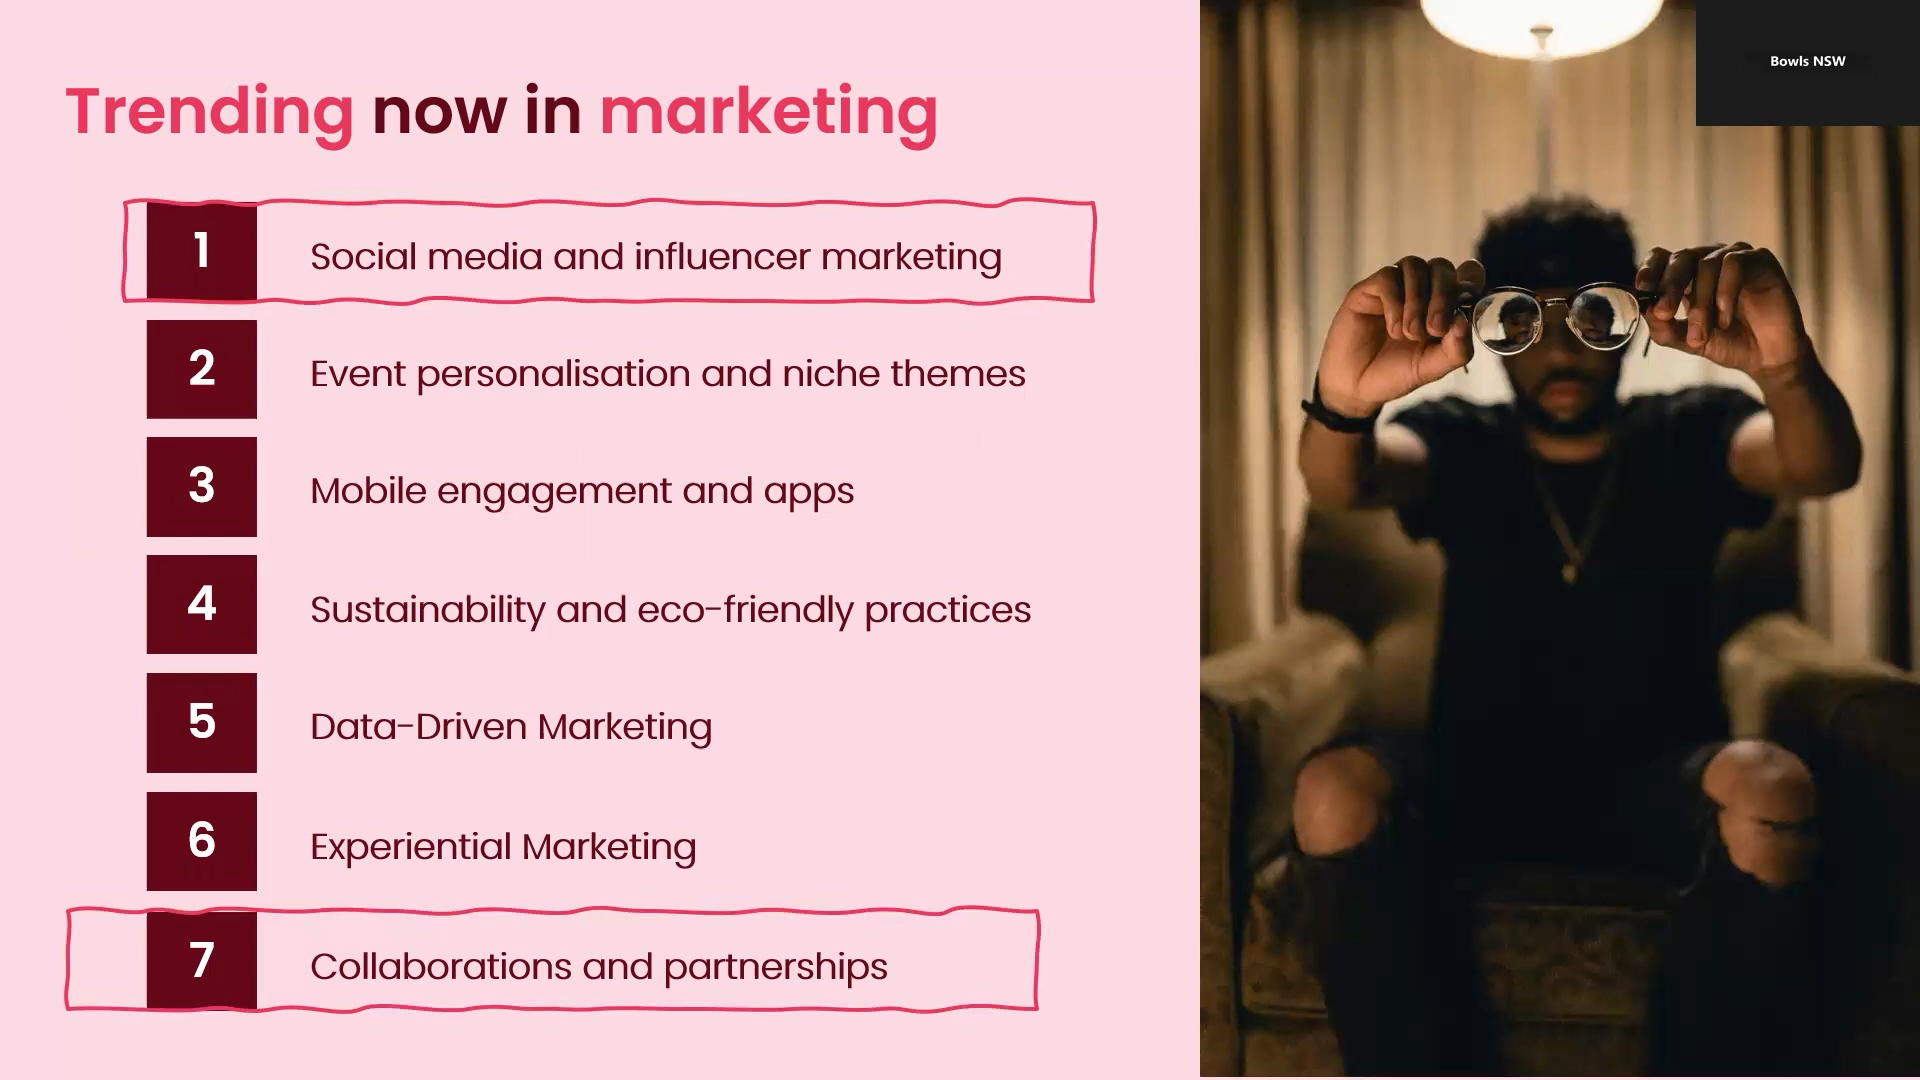 Trending now in marketing
1 Social media and influencer marketing
2 Event personalisation and niche themes
3 Mobile engagement and apps
4 Sustainability and eco-friendly practices
5 Data-Driven Marketing
6 Experiential Marketing
7 Collaborations and partnerships
Bowls NSW